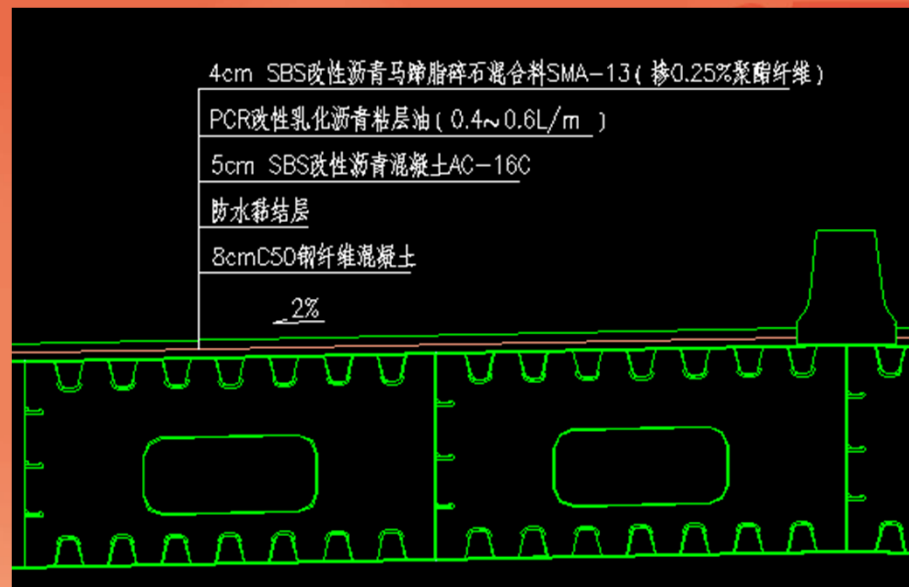 4cm SBS改性沥青马蹄脂碎石混合料SMA-13(掺0.25%聚酯纤维)
PCR改性乳化沥青粘层油(0.4~0.6L/m )
5cm SBS改性沥青混凝土AC-16C
防水黏结层
8cmC50钢纤维混凝土
2%